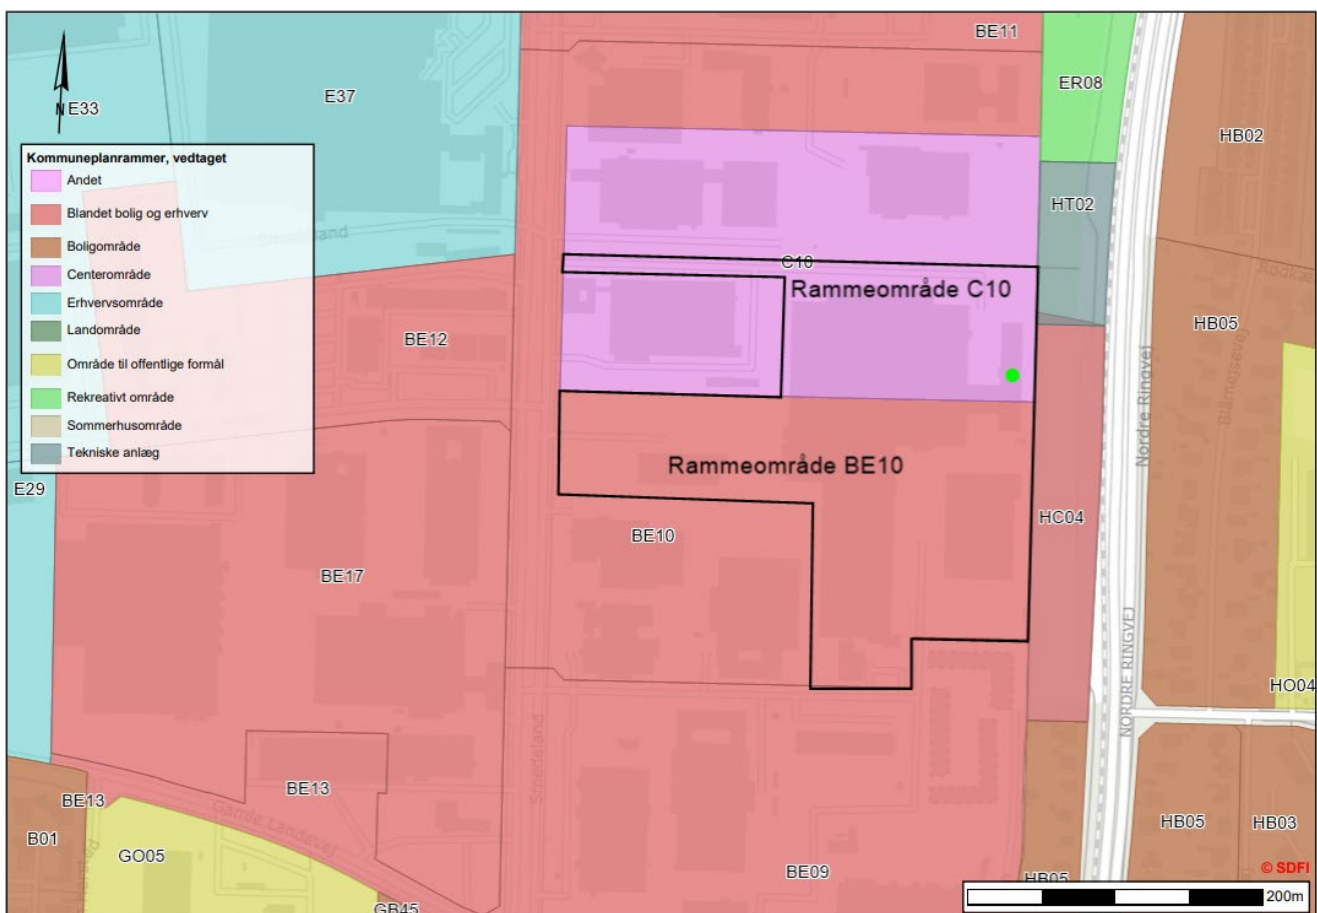 BE11
E37
ER08
N
E33
HB02
Kommuneplanrammer, vedtaget
Andet
Blandet bolig og erhverv
Boligområde
Centerområde
Erhvervsområde
Landområde
Område til offentlige formål
Rekreativt område
Sommerhusområde
Tekniske anlæg
HT02
Smedeland
C10
Rammeområde C10
HB05
BE12
Nordre Ringvej
Rammeområde BE10
E29
HC04
BE10
BE17
NORDRE RINGVEJ
HO04
Smedeland
BE13
BE13
Gamle Landevej
B01
GO05
HB05
HB03
BE09
HB05
© SDFI
GB45
200m